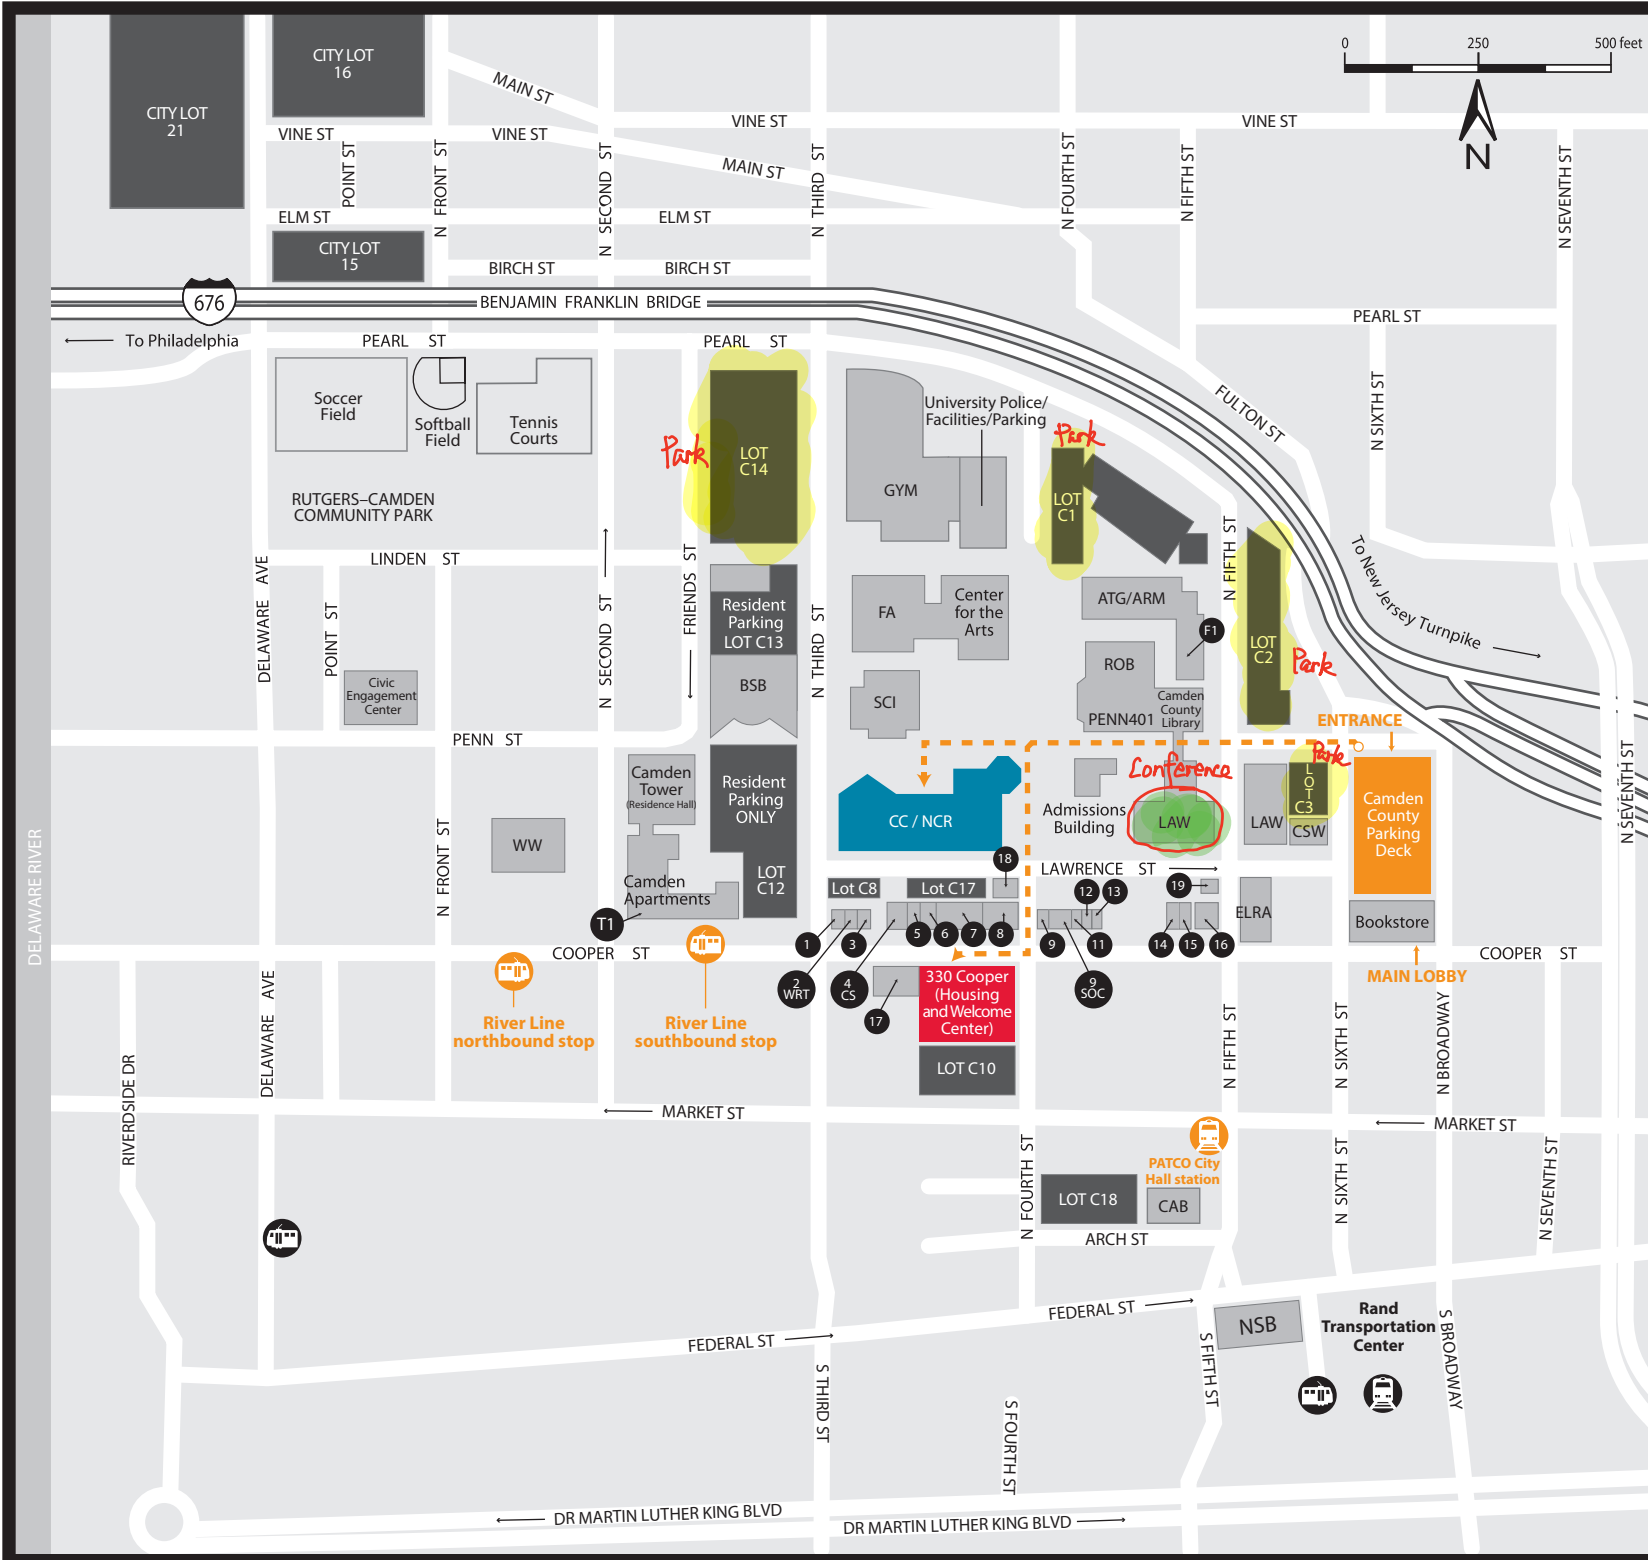 0 250 500 feet
N
CITY LOT
16
CITY LOT
21
MAIN ST
VINE ST
VINE ST
VINE ST
VINE ST
MAIN ST
POINT ST
N FRONT ST
N SECOND ST
N THIRD ST
N FOURTH ST
N FIFTH ST
N SEVENTH ST
ELM ST
ELM ST
CITY LOT
15
BIRCH ST
BIRCH ST
676
BENJAMIN FRANKLIN BRIDGE
To Philadelphia
PEARL ST
PEARL ST
PEARL ST
Soccer
Field
Softball
Field
Tennis
Courts
RUTGERS–CAMDEN
COMMUNITY PARK
Park
LOT
C14
University Police/
Facilities/Parking
GYM
Park
LOT
C1
FULTON ST
N SIXTH ST
To New Jersey Turnpike
LINDEN ST
DELAWARE AVE
POINT ST
N SECOND ST
FRIENDS ST
N THIRD ST
N FIFTH ST
Resident
Parking
LOT C13
FA
Center
for the
Arts
ATG/ARM
F1
LOT
C2
Park
ROB
Civic
Engagement
Center
BSB
SCI
PENN401
Camden
County
Library
ENTRANCE
PENN ST
Camden
Tower
(Residence Hall)
Resident
Parking
ONLY
LOT
C12
Conference
Park
L
O
T
C3
CSW
LAW
LAW
Camden
County
Parking
Deck
N SEVENTH ST
CC / NCR
Admissions
Building
DELAWARE RIVER
N FRONT ST
WW
Camden
Apartments
T1
LAWRENCE ST
18
Lot C8
Lot C17
12
13
19
ELRA
Bookstore
1
3
5
6
7
8
9
11
14
15
16
COOPER ST
COOPER ST
MAIN LOBBY
2
WRT
4
CS
17
9
SOC
330 Cooper
(Housing
and Welcome
Center)
LOT C10
River Line
northbound stop
River Line
southbound stop
RIVERDSIDE DR
DELAWARE AVE
N FIFTH ST
N SIXTH ST
N BROADWAY
MARKET ST
MARKET ST
PATCO City
Hall station
N FOURTH ST
LOT C18
CAB
N SIXTH ST
N SEVENTH ST
ARCH ST
FEDERAL ST
FEDERAL ST
NSB
Rand
Transportation
Center
S THIRD ST
S FOURTH ST
S FIFTH ST
S BROADWAY
DR MARTIN LUTHER KING BLVD
DR MARTIN LUTHER KING BLVD